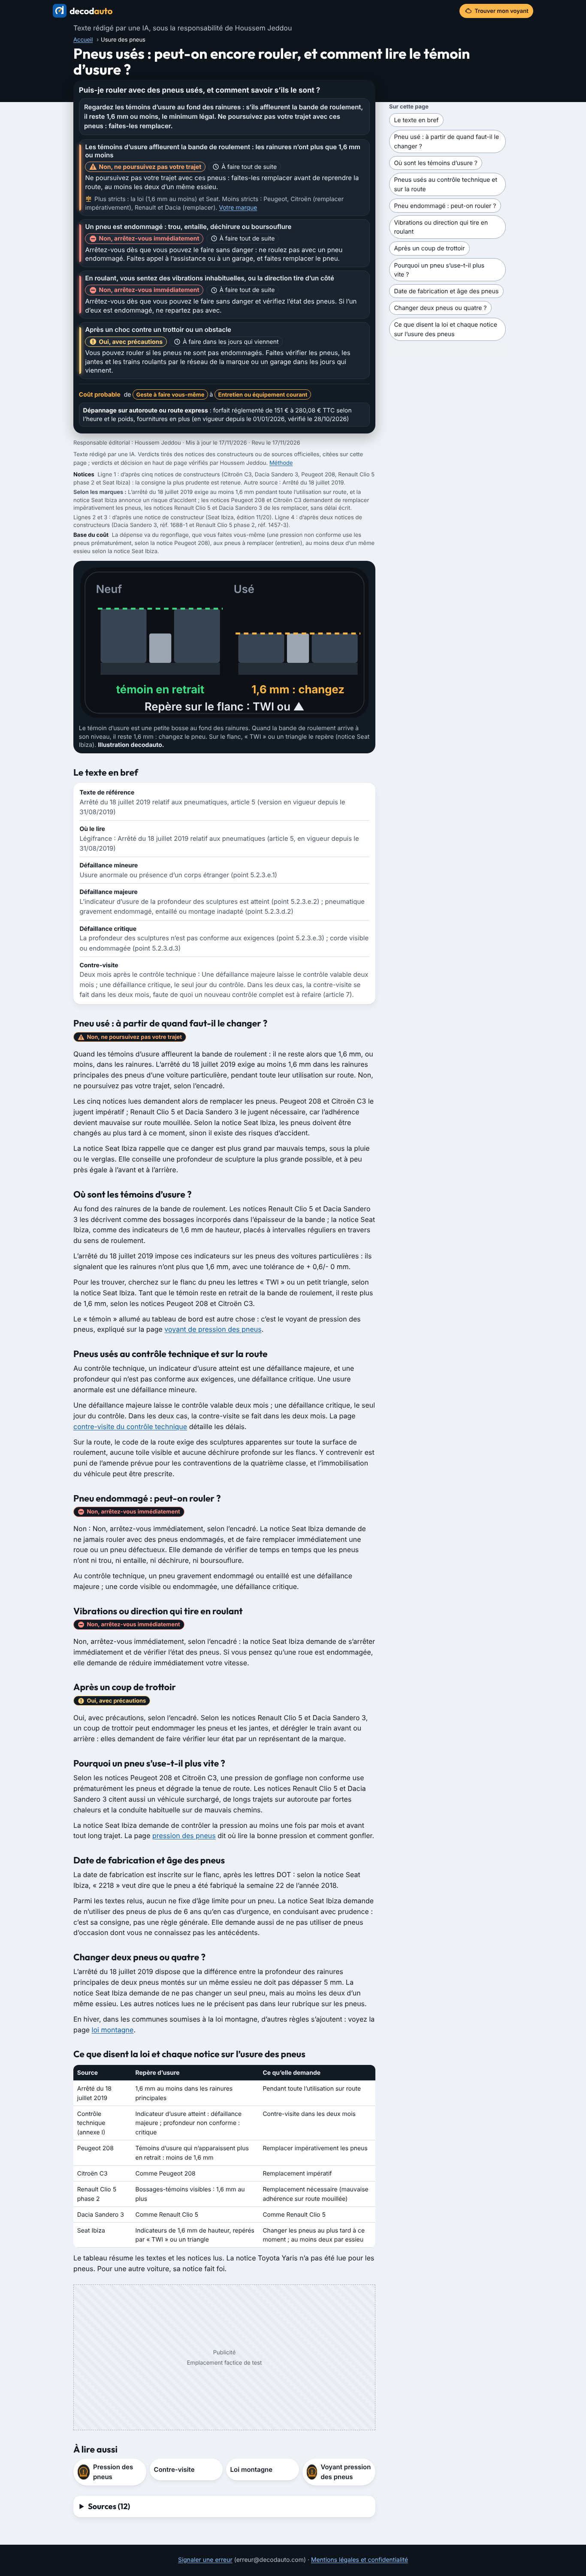 decodauto
Trouver mon voyant
Texte rédigé par une IA, sous la responsabilité de Houssem Jeddou
Accueil › Usure des pneus
Pneus usés : peut-on encore rouler, et comment lire le témoin
d’usure ?
Puis-je rouler avec des pneus usés, et comment savoir s’ils le sont ?
Regardez les témoins d’usure au fond des rainures : s’ils affleurent la bande de roulement,
il reste 1,6 mm ou moins, le minimum légal. Ne poursuivez pas votre trajet avec ces
pneus : faites-les remplacer.
Les témoins d’usure affleurent la bande de roulement : les rainures n’ont plus que 1,6 mm
ou moins
Non, ne poursuivez pas votre trajet
À faire tout de suite
Ne poursuivez pas votre trajet avec ces pneus : faites-les remplacer avant de reprendre la
route, au moins les deux d’un même essieu.
Plus stricts : la loi (1,6 mm au moins) et Seat. Moins stricts : Peugeot, Citroën (remplacer
impérativement), Renault et Dacia (remplacer). Votre marque
Un pneu est endommagé : trou, entaille, déchirure ou boursouflure
Non, arrêtez-vous immédiatement
À faire tout de suite
Arrêtez-vous dès que vous pouvez le faire sans danger : ne roulez pas avec un pneu
endommagé. Faites appel à l’assistance ou à un garage, et faites remplacer le pneu.
En roulant, vous sentez des vibrations inhabituelles, ou la direction tire d’un côté
Non, arrêtez-vous immédiatement
À faire tout de suite
Arrêtez-vous dès que vous pouvez le faire sans danger et vérifiez l’état des pneus. Si l’un
d’eux est endommagé, ne repartez pas avec.
Après un choc contre un trottoir ou un obstacle
Oui, avec précautions
À faire dans les jours qui viennent
Vous pouvez rouler si les pneus ne sont pas endommagés. Faites vérifier les pneus, les
jantes et les trains roulants par le réseau de la marque ou un garage dans les jours qui
viennent.
Coût probable de Geste à faire vous-même à Entretien ou équipement courant
Dépannage sur autoroute ou route express : forfait réglementé de 151 € à 280,08 € TTC selon
l’heure et le poids, fournitures en plus (en vigueur depuis le 01/01/2026, vérifié le 28/10/2026)
Responsable éditorial : Houssem Jeddou · Mis à jour le 17/11/2026 · Revu le 17/11/2026
Texte rédigé par une IA. Verdicts tirés des notices des constructeurs ou de sources officielles, citées sur cette
page ; verdicts et décision en haut de page vérifiés par Houssem Jeddou. Méthode
Notices Ligne 1 : d’après cinq notices de constructeurs (Citroën C3, Dacia Sandero 3, Peugeot 208, Renault Clio 5
phase 2 et Seat Ibiza) : la consigne la plus prudente est retenue. Autre source : Arrêté du 18 juillet 2019.
Selon les marques : L’arrêté du 18 juillet 2019 exige au moins 1,6 mm pendant toute l’utilisation sur route, et la
notice Seat Ibiza annonce un risque d’accident ; les notices Peugeot 208 et Citroën C3 demandent de remplacer
impérativement les pneus, les notices Renault Clio 5 et Dacia Sandero 3 de les remplacer, sans délai écrit.
Lignes 2 et 3 : d’après une notice de constructeur (Seat Ibiza, édition 11/20). Ligne 4 : d’après deux notices de
constructeurs (Dacia Sandero 3, réf. 1688-1 et Renault Clio 5 phase 2, réf. 1457-3).
Base du coût La dépense va du regonflage, que vous faites vous-même (une pression non conforme use les
pneus prématurément, selon la notice Peugeot 208), aux pneus à remplacer (entretien), au moins deux d’un même
essieu selon la notice Seat Ibiza.
Neuf
Usé
témoin en retrait
1,6 mm : changez
Repère sur le flanc : TWI ou ▲
Le témoin d’usure est une petite bosse au fond des rainures. Quand la bande de roulement arrive à
son niveau, il reste 1,6 mm : changez le pneu. Sur le flanc, « TWI » ou un triangle le repère (notice Seat
Ibiza). Illustration decodauto.
Le texte en bref
Texte de référence
Arrêté du 18 juillet 2019 relatif aux pneumatiques, article 5 (version en vigueur depuis le
31/08/2019)
Où le lire
Légifrance : Arrêté du 18 juillet 2019 relatif aux pneumatiques (article 5, en vigueur depuis le
31/08/2019)
Défaillance mineure
Usure anormale ou présence d’un corps étranger (point 5.2.3.e.1)
Défaillance majeure
L’indicateur d’usure de la profondeur des sculptures est atteint (point 5.2.3.e.2) ; pneumatique
gravement endommagé, entaillé ou montage inadapté (point 5.2.3.d.2)
Défaillance critique
La profondeur des sculptures n’est pas conforme aux exigences (point 5.2.3.e.3) ; corde visible
ou endommagée (point 5.2.3.d.3)
Contre-visite
Deux mois après le contrôle technique : Une défaillance majeure laisse le contrôle valable deux
mois ; une défaillance critique, le seul jour du contrôle. Dans les deux cas, la contre-visite se
fait dans les deux mois, faute de quoi un nouveau contrôle complet est à refaire (article 7).
Pneu usé : à partir de quand faut-il le changer ?
Non, ne poursuivez pas votre trajet
Quand les témoins d’usure affleurent la bande de roulement : il ne reste alors que 1,6 mm, ou
moins, dans les rainures. L’arrêté du 18 juillet 2019 exige au moins 1,6 mm dans les rainures
principales des pneus d’une voiture particulière, pendant toute leur utilisation sur route. Non,
ne poursuivez pas votre trajet, selon l’encadré.
Les cinq notices lues demandent alors de remplacer les pneus. Peugeot 208 et Citroën C3 le
jugent impératif ; Renault Clio 5 et Dacia Sandero 3 le jugent nécessaire, car l’adhérence
devient mauvaise sur route mouillée. Selon la notice Seat Ibiza, les pneus doivent être
changés au plus tard à ce moment, sinon il existe des risques d’accident.
La notice Seat Ibiza rappelle que ce danger est plus grand par mauvais temps, sous la pluie
ou le verglas. Elle conseille une profondeur de sculpture la plus grande possible, et à peu
près égale à l’avant et à l’arrière.
Où sont les témoins d’usure ?
Au fond des rainures de la bande de roulement. Les notices Renault Clio 5 et Dacia Sandero
3 les décrivent comme des bossages incorporés dans l’épaisseur de la bande ; la notice Seat
Ibiza, comme des indicateurs de 1,6 mm de hauteur, placés à intervalles réguliers en travers
du sens de roulement.
L’arrêté du 18 juillet 2019 impose ces indicateurs sur les pneus des voitures particulières : ils
signalent que les rainures n’ont plus que 1,6 mm, avec une tolérance de + 0,6/- 0 mm.
Pour les trouver, cherchez sur le flanc du pneu les lettres « TWI » ou un petit triangle, selon
la notice Seat Ibiza. Tant que le témoin reste en retrait de la bande de roulement, il reste plus
de 1,6 mm, selon les notices Peugeot 208 et Citroën C3.
Le « témoin » allumé au tableau de bord est autre chose : c’est le voyant de pression des
pneus, expliqué sur la page voyant de pression des pneus.
Pneus usés au contrôle technique et sur la route
Au contrôle technique, un indicateur d’usure atteint est une défaillance majeure, et une
profondeur qui n’est pas conforme aux exigences, une défaillance critique. Une usure
anormale est une défaillance mineure.
Une défaillance majeure laisse le contrôle valable deux mois ; une défaillance critique, le seul
jour du contrôle. Dans les deux cas, la contre-visite se fait dans les deux mois. La page
contre-visite du contrôle technique détaille les délais.
Sur la route, le code de la route exige des sculptures apparentes sur toute la surface de
roulement, aucune toile visible et aucune déchirure profonde sur les flancs. Y contrevenir est
puni de l’amende prévue pour les contraventions de la quatrième classe, et l’immobilisation
du véhicule peut être prescrite.
Pneu endommagé : peut-on rouler ?
Non, arrêtez-vous immédiatement
Non : Non, arrêtez-vous immédiatement, selon l’encadré. La notice Seat Ibiza demande de
ne jamais rouler avec des pneus endommagés, et de faire remplacer immédiatement une
roue ou un pneu défectueux. Elle demande de vérifier de temps en temps que les pneus
n’ont ni trou, ni entaille, ni déchirure, ni boursouflure.
Au contrôle technique, un pneu gravement endommagé ou entaillé est une défaillance
majeure ; une corde visible ou endommagée, une défaillance critique.
Vibrations ou direction qui tire en roulant
Non, arrêtez-vous immédiatement
Non, arrêtez-vous immédiatement, selon l’encadré : la notice Seat Ibiza demande de s’arrêter
immédiatement et de vérifier l’état des pneus. Si vous pensez qu’une roue est endommagée,
elle demande de réduire immédiatement votre vitesse.
Après un coup de trottoir
Oui, avec précautions
Oui, avec précautions, selon l’encadré. Selon les notices Renault Clio 5 et Dacia Sandero 3,
un coup de trottoir peut endommager les pneus et les jantes, et dérégler le train avant ou
arrière : elles demandent de faire vérifier leur état par un représentant de la marque.
Pourquoi un pneu s’use-t-il plus vite ?
Selon les notices Peugeot 208 et Citroën C3, une pression de gonflage non conforme use
prématurément les pneus et dégrade la tenue de route. Les notices Renault Clio 5 et Dacia
Sandero 3 citent aussi un véhicule surchargé, de longs trajets sur autoroute par fortes
chaleurs et la conduite habituelle sur de mauvais chemins.
La notice Seat Ibiza demande de contrôler la pression au moins une fois par mois et avant
tout long trajet. La page pression des pneus dit où lire la bonne pression et comment gonfler.
Date de fabrication et âge des pneus
La date de fabrication est inscrite sur le flanc, après les lettres DOT : selon la notice Seat
Ibiza, « 2218 » veut dire que le pneu a été fabriqué la semaine 22 de l’année 2018.
Parmi les textes relus, aucun ne fixe d’âge limite pour un pneu. La notice Seat Ibiza demande
de n’utiliser des pneus de plus de 6 ans qu’en cas d’urgence, en conduisant avec prudence :
c’est sa consigne, pas une règle générale. Elle demande aussi de ne pas utiliser de pneus
d’occasion dont vous ne connaissez pas les antécédents.
Changer deux pneus ou quatre ?
L’arrêté du 18 juillet 2019 dispose que la différence entre la profondeur des rainures
principales de deux pneus montés sur un même essieu ne doit pas dépasser 5 mm. La
notice Seat Ibiza demande de ne pas changer un seul pneu, mais au moins les deux d’un
même essieu. Les autres notices lues ne le précisent pas dans leur rubrique sur les pneus.
En hiver, dans les communes soumises à la loi montagne, d’autres règles s’ajoutent : voyez la
page loi montagne.
Ce que disent la loi et chaque notice sur l’usure des pneus
Source Repère d’usure Ce qu’elle demande
Arrêté du 18 juillet 2019 1,6 mm au moins dans les rainures principales Pendant toute l’utilisation sur route
Contrôle technique (annexe I) Indicateur d’usure atteint : défaillance majeure ; profondeur non conforme : critique Contre-visite dans les deux mois
Peugeot 208 Témoins d’usure qui n’apparaissent plus en retrait : moins de 1,6 mm Remplacer impérativement les pneus
Citroën C3 Comme Peugeot 208 Remplacement impératif
Renault Clio 5 phase 2 Bossages-témoins visibles : 1,6 mm au plus Remplacement nécessaire (mauvaise adhérence sur route mouillée)
Dacia Sandero 3 Comme Renault Clio 5 Comme Renault Clio 5
Seat Ibiza Indicateurs de 1,6 mm de hauteur, repérés par « TWI » ou un triangle Changer les pneus au plus tard à ce moment ; au moins deux par essieu
Le tableau résume les textes et les notices lus. La notice Toyota Yaris n’a pas été lue pour les
pneus. Pour une autre voiture, sa notice fait foi.
Publicité
Emplacement factice de test
À lire aussi
Pression des pneus
Contre-visite
Loi montagne
Voyant pression des pneus
Sources (12)
Sur cette page
Le texte en bref
Pneu usé : à partir de quand faut-il le
changer ?
Où sont les témoins d’usure ?
Pneus usés au contrôle technique et
sur la route
Pneu endommagé : peut-on rouler ?
Vibrations ou direction qui tire en
roulant
Après un coup de trottoir
Pourquoi un pneu s’use-t-il plus
vite ?
Date de fabrication et âge des pneus
Changer deux pneus ou quatre ?
Ce que disent la loi et chaque notice
sur l’usure des pneus
Signaler une erreur (erreur@decodauto.com) · Mentions légales et confidentialité